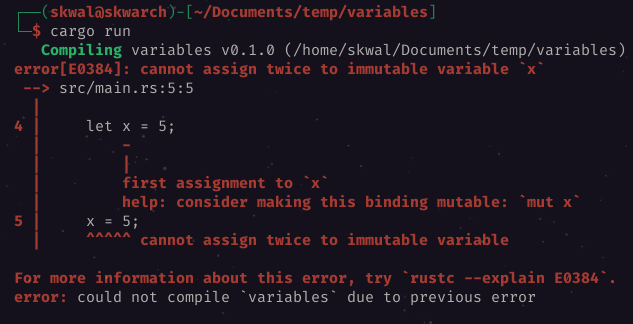 ┌──(skwal@skwarch)-[~/Documents/temp/variables]
└─$ cargo run
   Compiling variables v0.1.0 (/home/skwal/Documents/temp/variables)
error[E0384]: cannot assign twice to immutable variable `x`
 --> src/main.rs:5:5
  |
4 |     let x = 5;
  |         -
  |         |
  |         first assignment to `x`
  |         help: consider making this binding mutable: `mut x`
5 |     x = 5;
  |     ^^^^^ cannot assign twice to immutable variable

For more information about this error, try `rustc --explain E0384`.
error: could not compile `variables` due to previous error